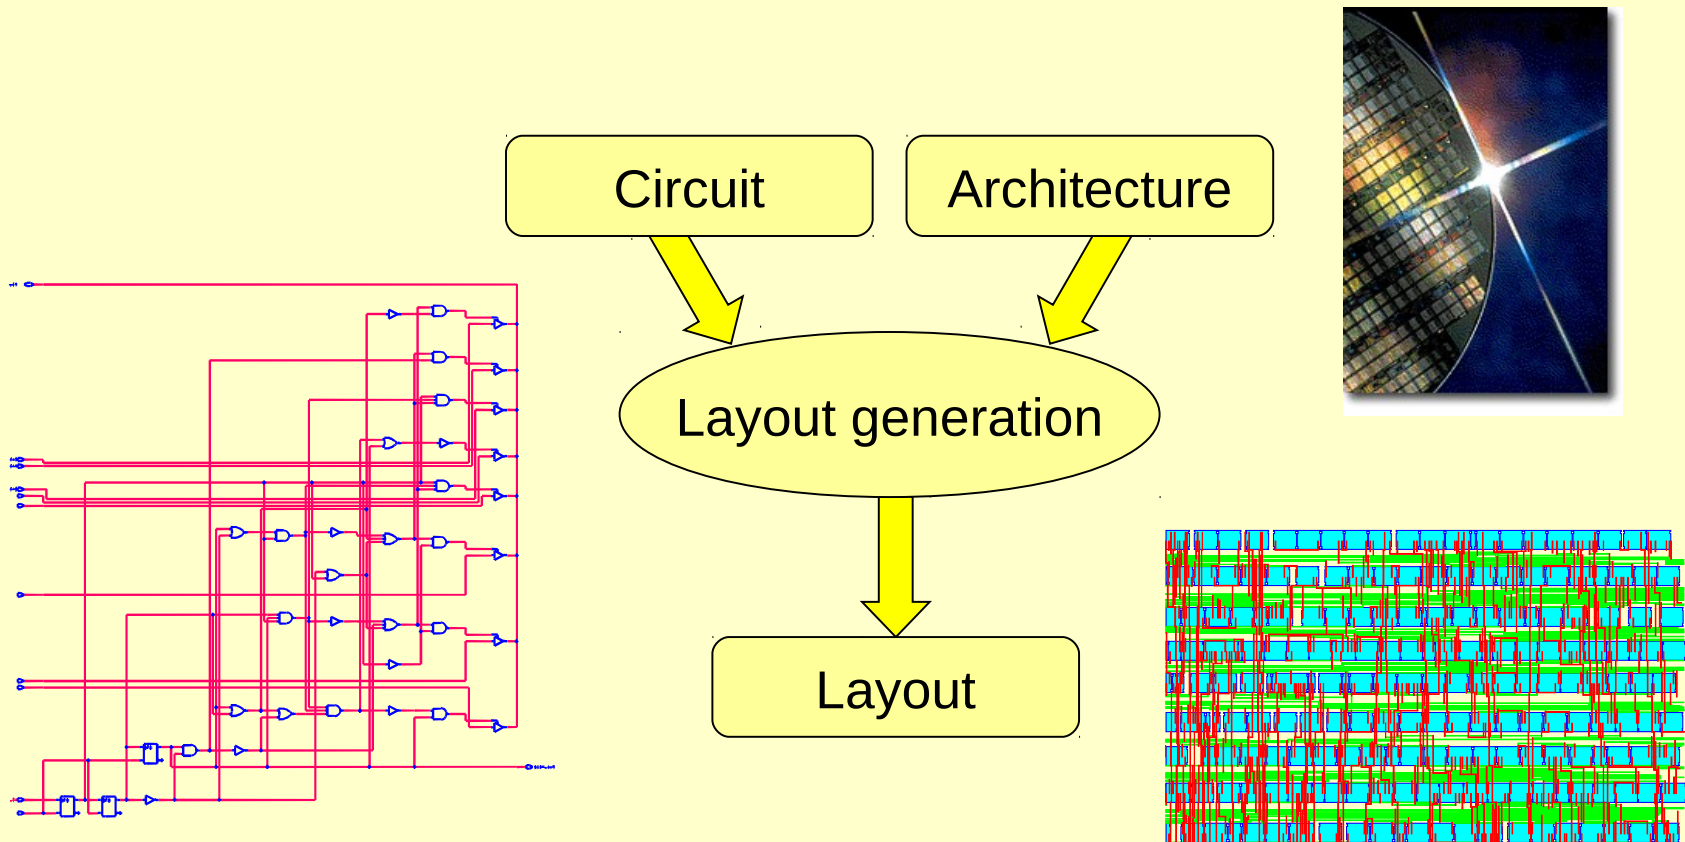 Circuit
Architecture
Layout generation
Layout